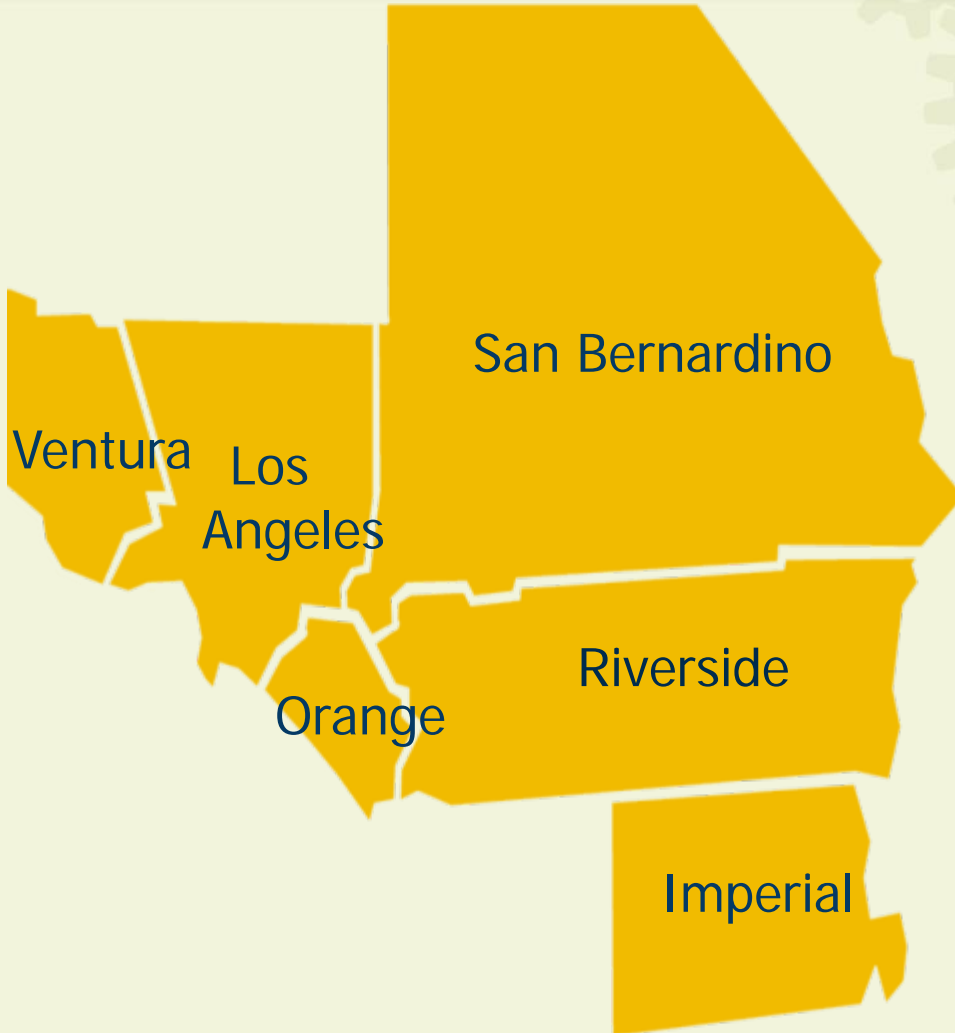 San Bernardino
Ventura
Los
Angeles
Riverside
Orange
Imperial